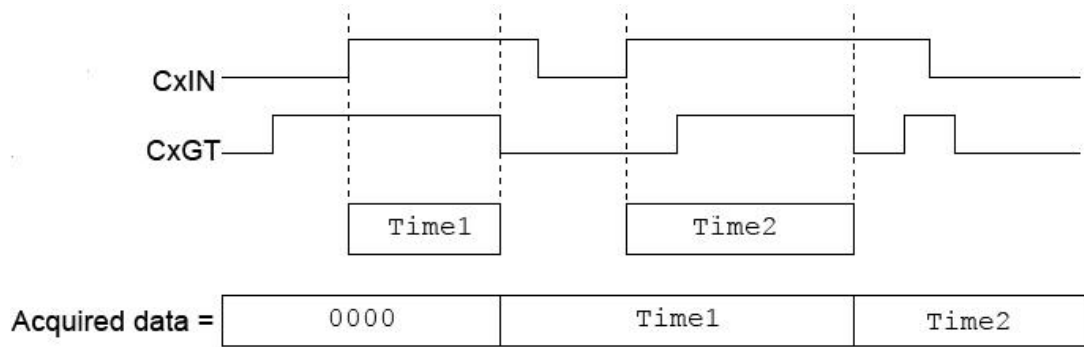 CxIN
CxGT
Time1 Time2
Acquired data = 0000 Time1 Time2